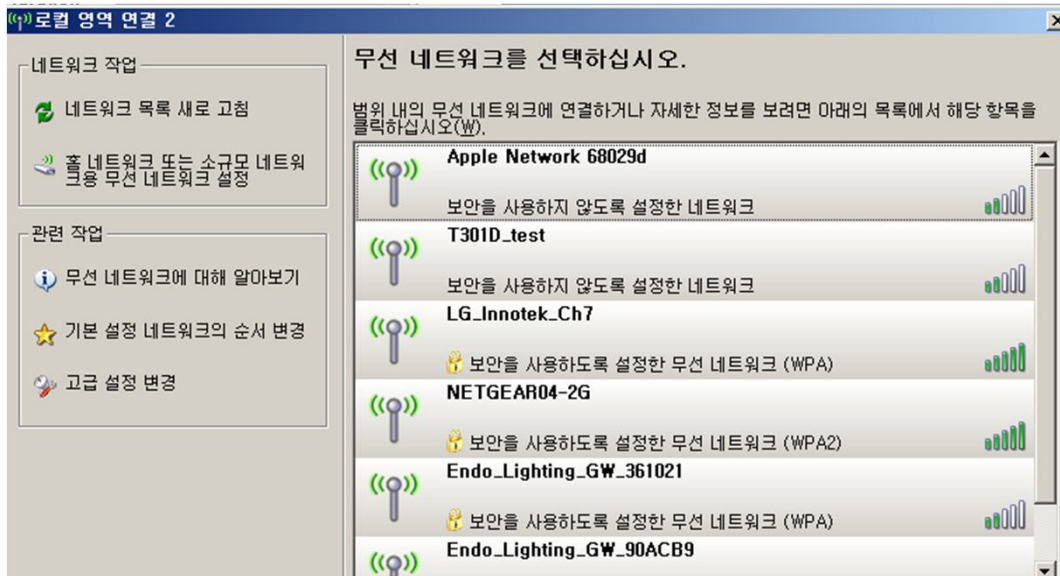 로컬 영역 연결 2
네트워크 작업
네트워크 목록 새로 고침
홈 네트워크 또는 소규모 네트워
크용 무선 네트워크 설정
관련 작업
무선 네트워크에 대해 알아보기
기본 설정 네트워크의 순서 변경
고급 설정 변경
무선 네트워크를 선택하십시오.
범위 내의 무선 네트워크에 연결하거나 자세한 정보를 보려면 아래의 목록에서 해당 항목을
클릭하십시오(W).
Apple Network 68029d
보안을 사용하지 않도록 설정한 네트워크
T301D_test
보안을 사용하지 않도록 설정한 네트워크
LG_Innotek_Ch7
보안을 사용하도록 설정한 무선 네트워크 (WPA)
NETGEAR04-2G
보안을 사용하도록 설정한 무선 네트워크 (WPA2)
Endo_Lighting_GW_361021
보안을 사용하도록 설정한 무선 네트워크 (WPA)
Endo_Lighting_GW_90ACB9